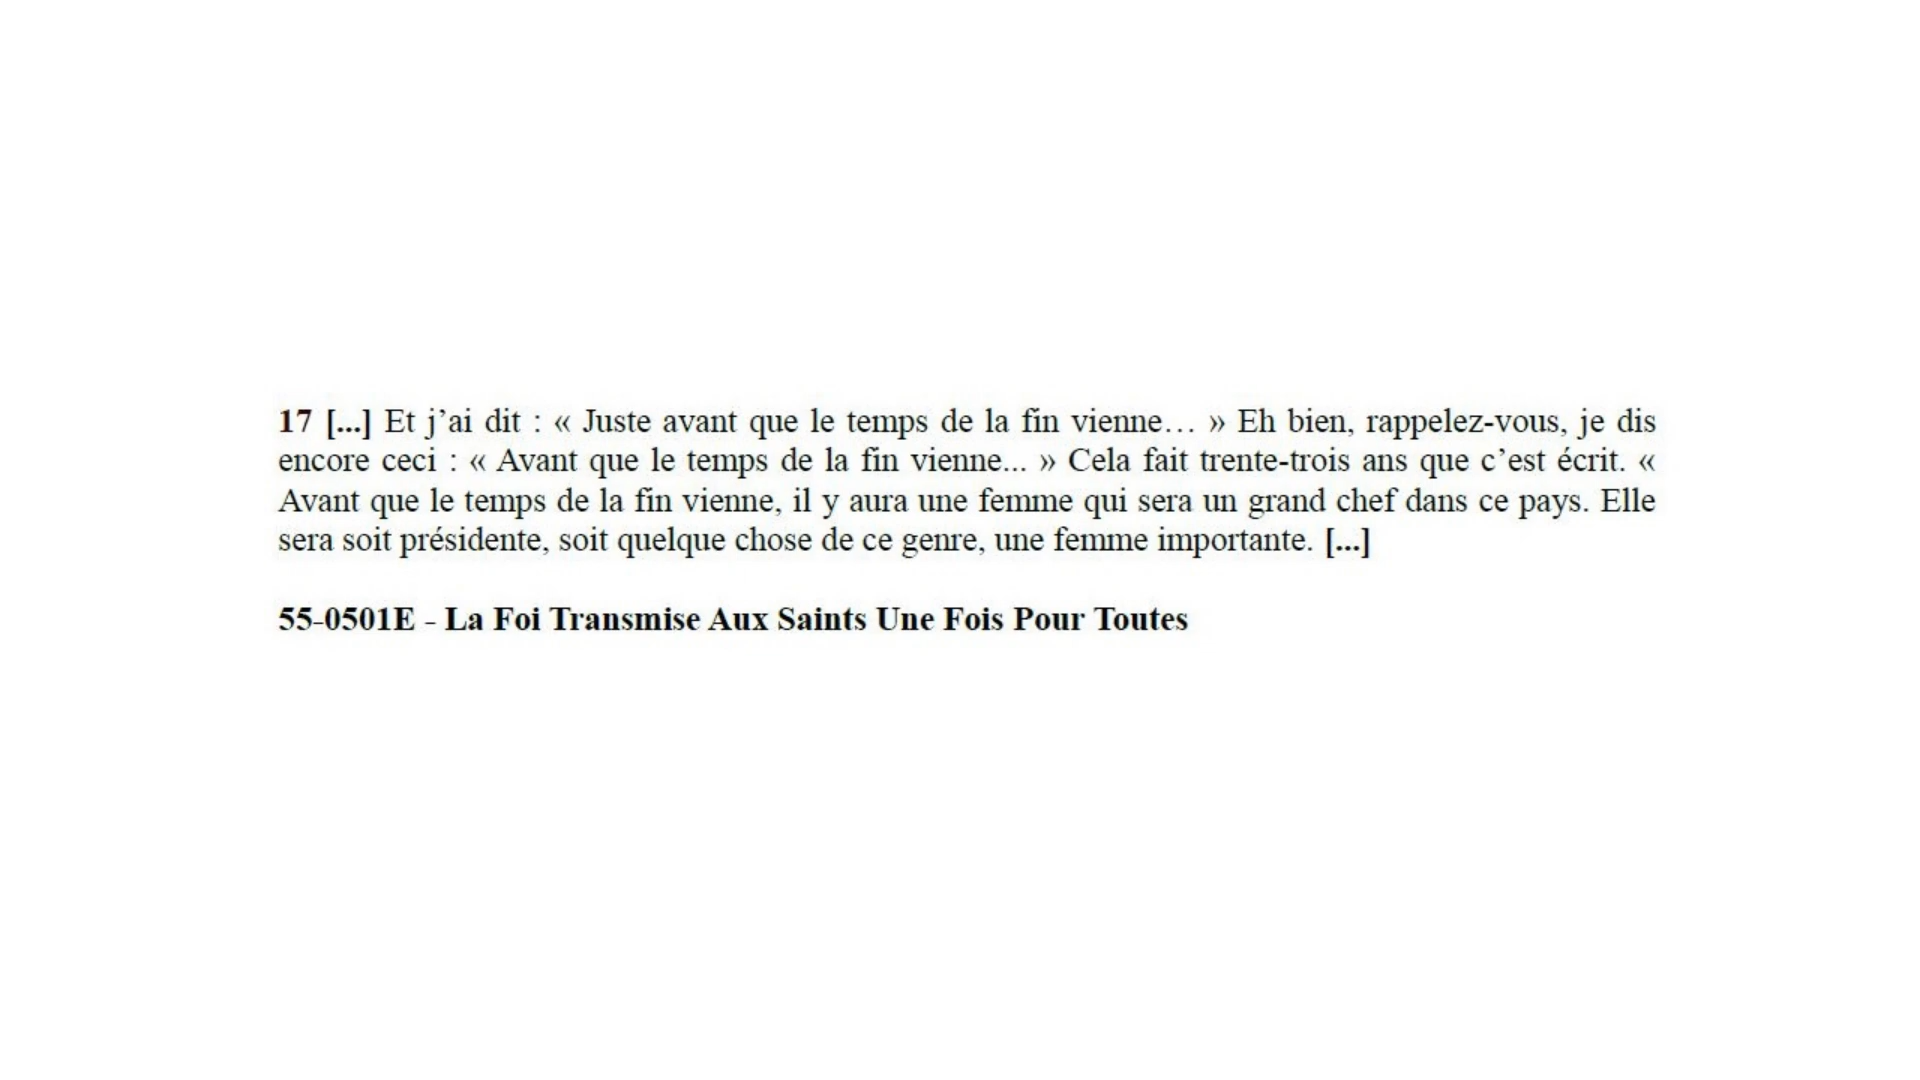 17 [...] Et j’ai dit : « Juste avant que le temps de la fin vienne… » Eh bien, rappelez-vous, je dis
encore ceci : « Avant que le temps de la fin vienne... » Cela fait trente-trois ans que c’est écrit. «
Avant que le temps de la fin vienne, il y aura une femme qui sera un grand chef dans ce pays. Elle
sera soit présidente, soit quelque chose de ce genre, une femme importante. [...]
55-0501E - La Foi Transmise Aux Saints Une Fois Pour Toutes